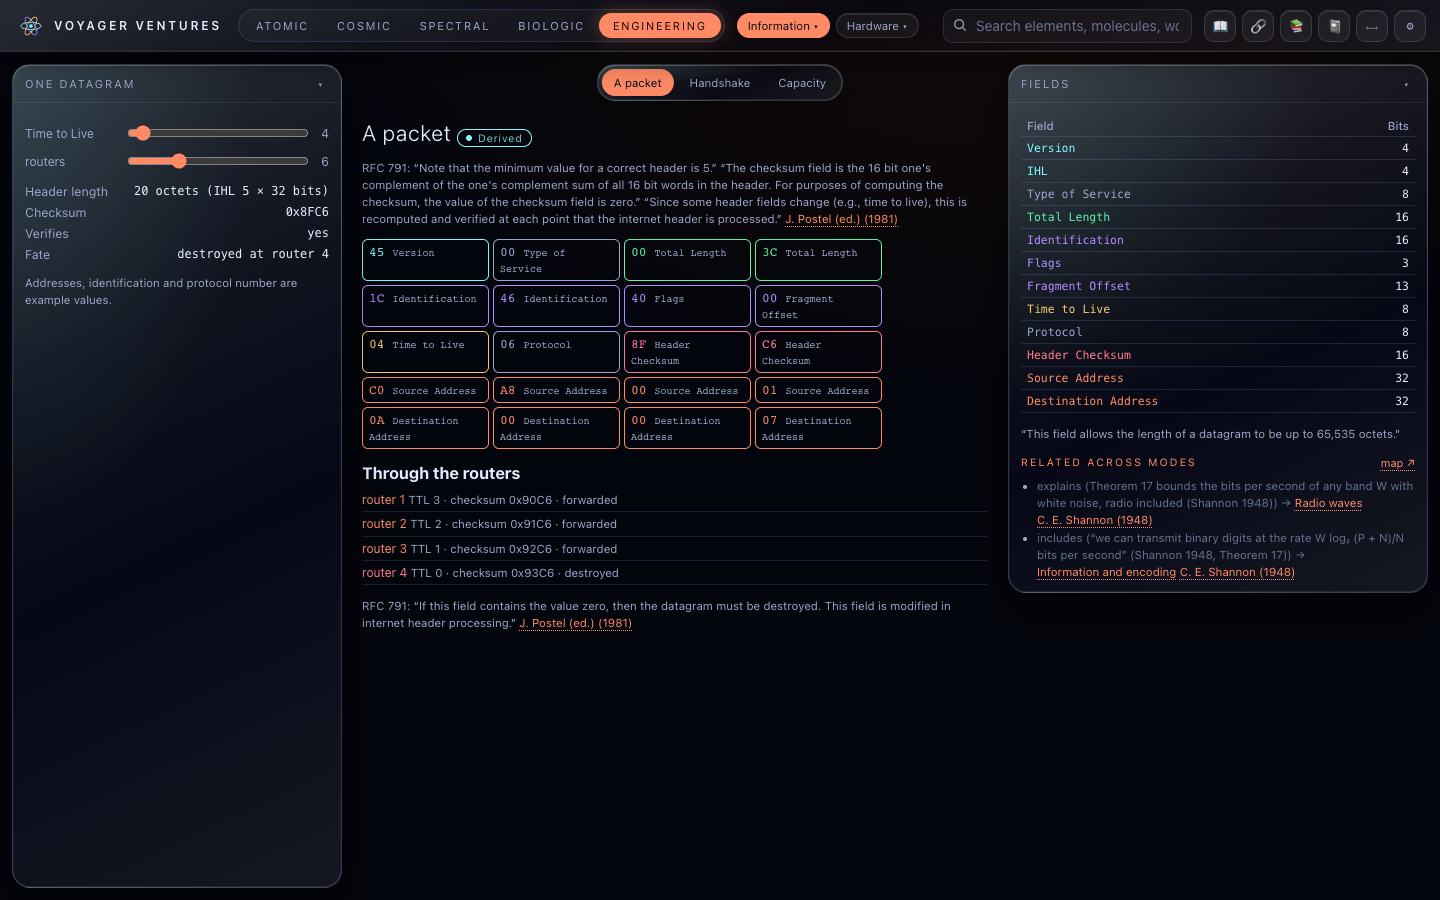 VOYAGER VENTURES
ATOMIC
COSMIC
SPECTRAL
BIOLOGIC
ENGINEERING
Information ▾
Hardware ▾
Search elements, molecules, wo
ONE DATAGRAM
Time to Live 4
routers 6
Header length 20 octets (IHL 5 × 32 bits)
Checksum 0x8FC6
Verifies yes
Fate destroyed at router 4
Addresses, identification and protocol number are
example values.
A packet
Handshake
Capacity
A packet Derived
RFC 791: “Note that the minimum value for a correct header is 5.” “The checksum field is the 16 bit one's
complement of the one's complement sum of all 16 bit words in the header. For purposes of computing the
checksum, the value of the checksum field is zero.” “Since some header fields change (e.g., time to live), this is
recomputed and verified at each point that the internet header is processed.” J. Postel (ed.) (1981)
45 Version
00 Type of
Service
00 Total Length
3C Total Length
1C Identification
46 Identification
40 Flags
00 Fragment
Offset
04 Time to Live
06 Protocol
8F Header
Checksum
C6 Header
Checksum
C0 Source Address
A8 Source Address
00 Source Address
01 Source Address
0A Destination
Address
00 Destination
Address
00 Destination
Address
07 Destination
Address
Through the routers
router 1 TTL 3 · checksum 0x90C6 · forwarded
router 2 TTL 2 · checksum 0x91C6 · forwarded
router 3 TTL 1 · checksum 0x92C6 · forwarded
router 4 TTL 0 · checksum 0x93C6 · destroyed
RFC 791: “If this field contains the value zero, then the datagram must be destroyed. This field is modified in
internet header processing.” J. Postel (ed.) (1981)
FIELDS
Field Bits
Version 4
IHL 4
Type of Service 8
Total Length 16
Identification 16
Flags 3
Fragment Offset 13
Time to Live 8
Protocol 8
Header Checksum 16
Source Address 32
Destination Address 32
“This field allows the length of a datagram to be up to 65,535 octets.”
RELATED ACROSS MODES map ↗
explains (Theorem 17 bounds the bits per second of any band W with
white noise, radio included (Shannon 1948)) → Radio waves
C. E. Shannon (1948)
includes (“we can transmit binary digits at the rate W log₂ (P + N)/N
bits per second” (Shannon 1948, Theorem 17)) →
Information and encoding C. E. Shannon (1948)